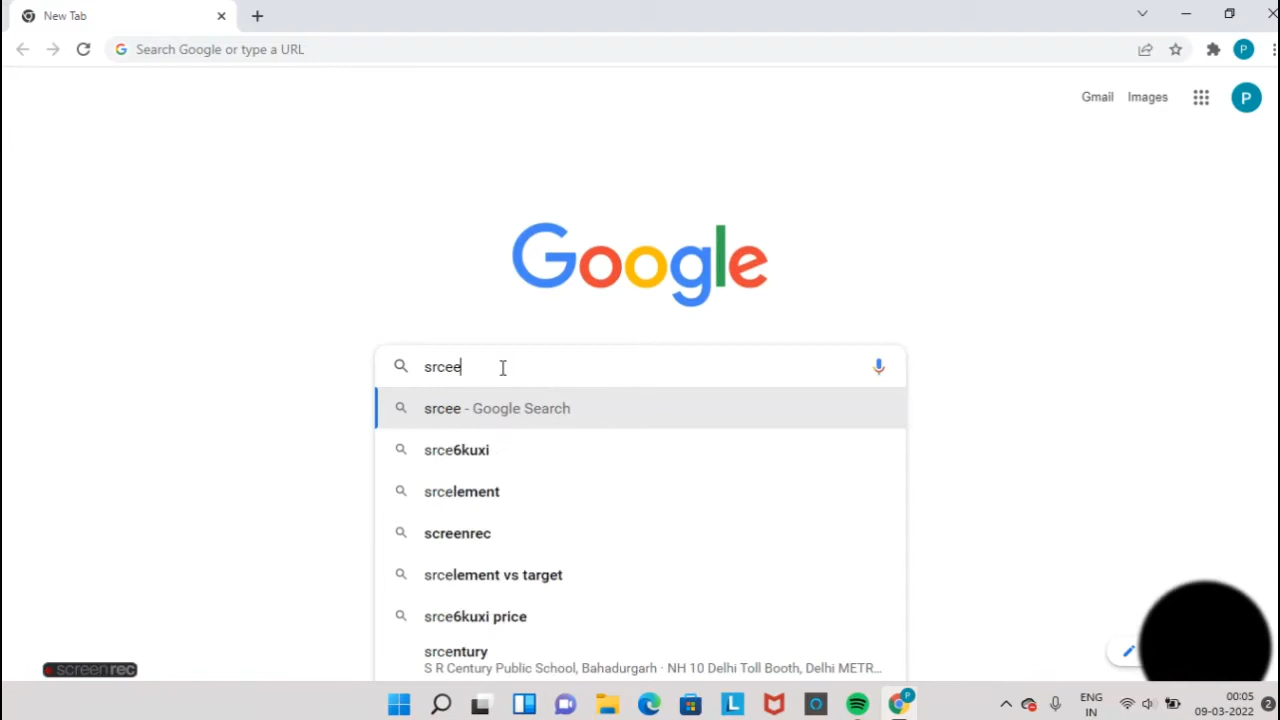 New Tab
Search Google or type a URL
P
Gmail Images
P
Google
srcee
srcee - Google Search
srce6kuxi
srcelement
screenrec
srcelement vs target
srce6kuxi price
srcentury
S R Century Public School, Bahadurgarh · NH 10 Delhi Toll Booth, Delhi METR...
screenrec
L
P
ENG
IN
00:05
09-03-2022
2